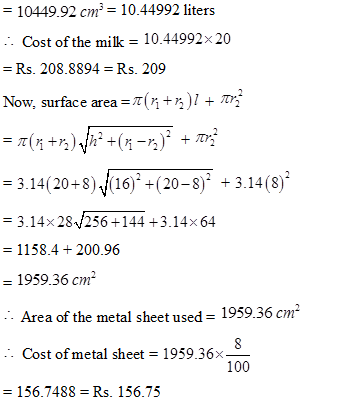 = 10449.92 cm³ = 10.44992 liters
∴ Cost of the milk = 10.44992×20
= Rs. 208.8894 = Rs. 209
Now, surface area = π(r₁+r₂)l + πr₂²
= π(r₁+r₂)√(h²+(r₁−r₂)²) + πr₂²
= 3.14(20+8)√((16)²+(20−8)²) + 3.14(8)²
= 3.14×28√(256+144) + 3.14×64
= 1158.4 + 200.96
= 1959.36 cm²
∴ Area of the metal sheet used = 1959.36 cm²
∴ Cost of metal sheet = 1959.36×8/100
= 156.7488 = Rs. 156.75